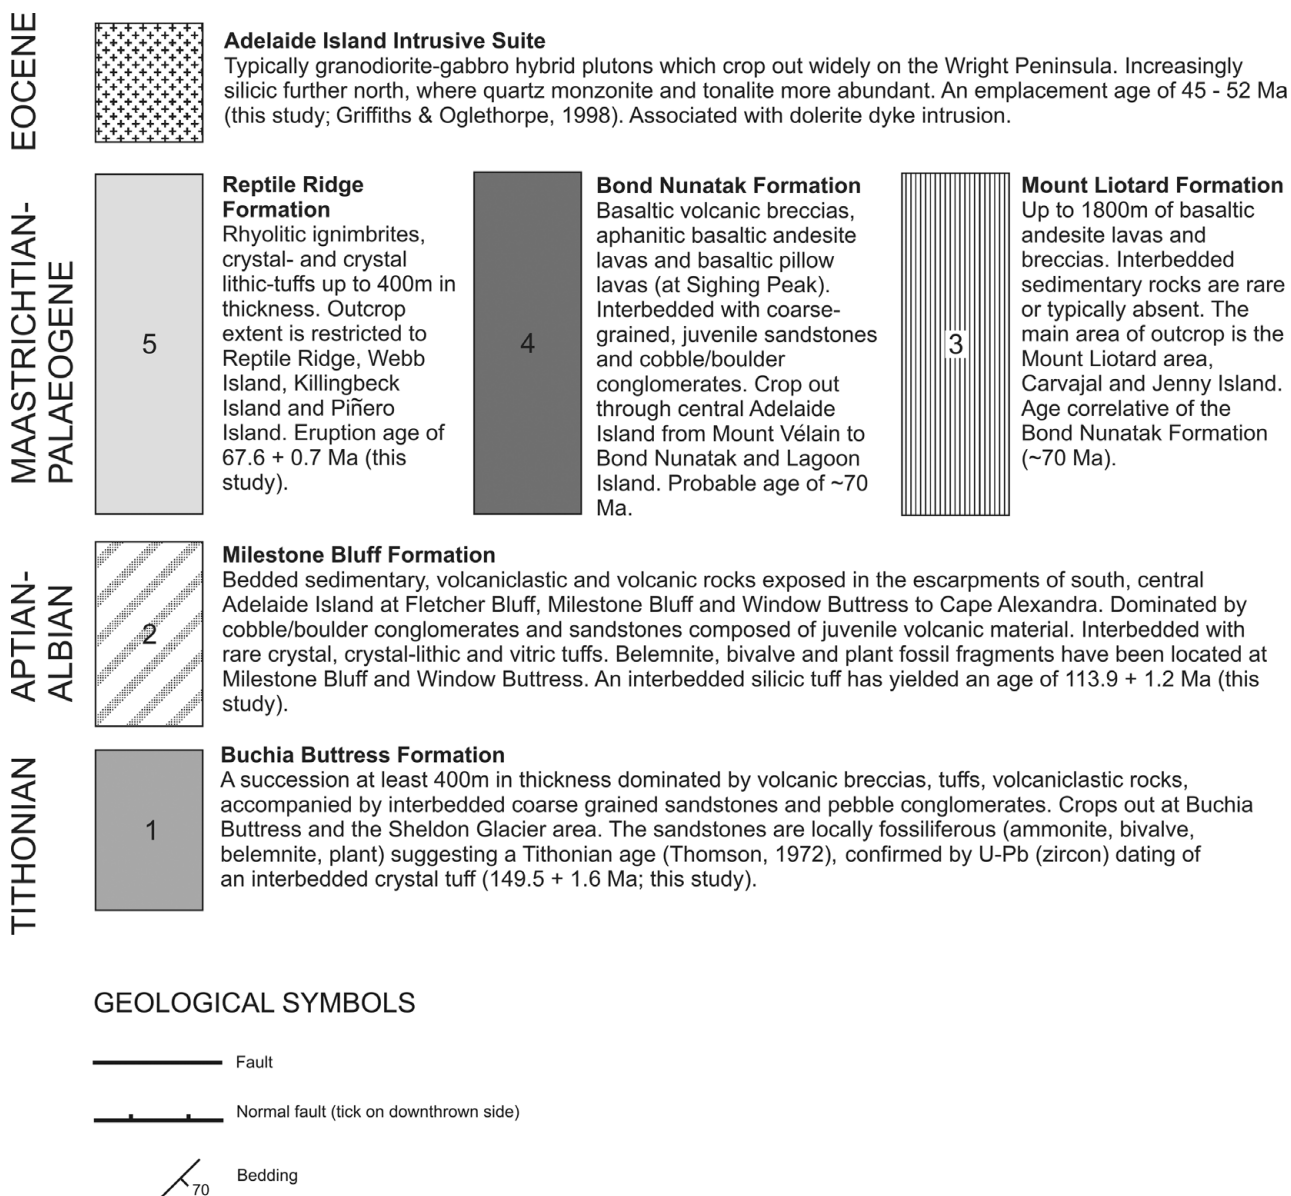 EOCENE
Adelaide Island Intrusive Suite
Typically granodiorite-gabbro hybrid plutons which crop out widely on the Wright Peninsula. Increasingly
silicic further north, where quartz monzonite and tonalite more abundant. An emplacement age of 45 - 52 Ma
(this study; Griffiths & Oglethorpe, 1998). Associated with dolerite dyke intrusion.
MAASTRICHTIAN-
PALAEOGENE
5
Reptile Ridge
Formation
Rhyolitic ignimbrites,
crystal- and crystal
lithic-tuffs up to 400m in
thickness. Outcrop
extent is restricted to
Reptile Ridge, Webb
Island, Killingbeck
Island and Piñero
Island. Eruption age of
67.6 + 0.7 Ma (this
study).
4
Bond Nunatak Formation
Basaltic volcanic breccias,
aphanitic basaltic andesite
lavas and basaltic pillow
lavas (at Sighing Peak).
Interbedded with coarse-
grained, juvenile sandstones
and cobble/boulder
conglomerates. Crop out
through central Adelaide
Island from Mount Vélain to
Bond Nunatak and Lagoon
Island. Probable age of ~70
Ma.
3
Mount Liotard Formation
Up to 1800m of basaltic
andesite lavas and
breccias. Interbedded
sedimentary rocks are rare
or typically absent. The
main area of outcrop is the
Mount Liotard area,
Carvajal and Jenny Island.
Age correlative of the
Bond Nunatak Formation
(~70 Ma).
APTIAN-
ALBIAN
2
Milestone Bluff Formation
Bedded sedimentary, volcaniclastic and volcanic rocks exposed in the escarpments of south, central
Adelaide Island at Fletcher Bluff, Milestone Bluff and Window Buttress to Cape Alexandra. Dominated by
cobble/boulder conglomerates and sandstones composed of juvenile volcanic material. Interbedded with
rare crystal, crystal-lithic and vitric tuffs. Belemnite, bivalve and plant fossil fragments have been located at
Milestone Bluff and Window Buttress. An interbedded silicic tuff has yielded an age of 113.9 + 1.2 Ma (this
study).
TITHONIAN
1
Buchia Buttress Formation
A succession at least 400m in thickness dominated by volcanic breccias, tuffs, volcaniclastic rocks,
accompanied by interbedded coarse grained sandstones and pebble conglomerates. Crops out at Buchia
Buttress and the Sheldon Glacier area. The sandstones are locally fossiliferous (ammonite, bivalve,
belemnite, plant) suggesting a Tithonian age (Thomson, 1972), confirmed by U-Pb (zircon) dating of
an interbedded crystal tuff (149.5 + 1.6 Ma; this study).
GEOLOGICAL SYMBOLS
Fault
Normal fault (tick on downthrown side)
70
Bedding